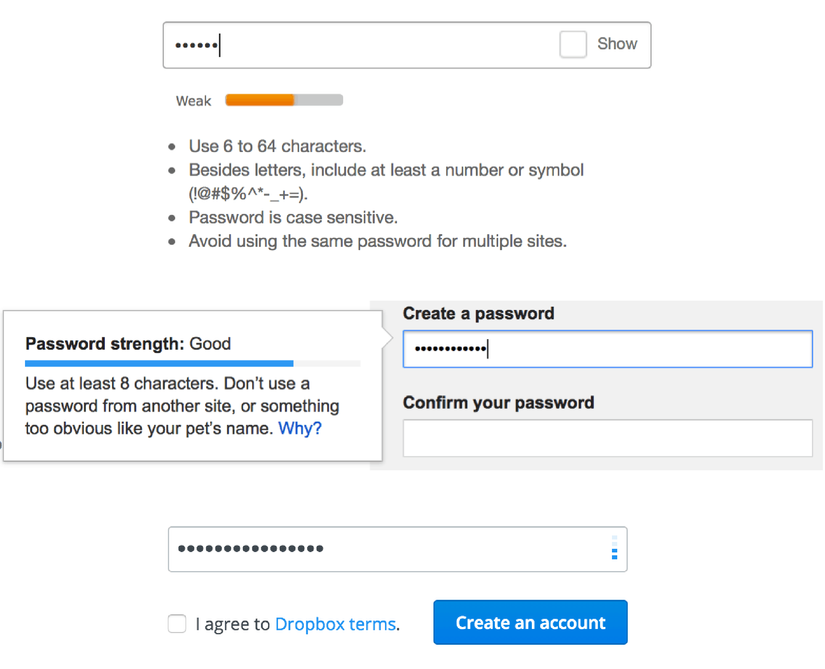 •••••• Show
Weak
• Use 6 to 64 characters.
• Besides letters, include at least a number or symbol
(!@#$%^*-_+=).
• Password is case sensitive.
• Avoid using the same password for multiple sites.
Create a password
••••••••••••
Password strength: Good
Use at least 8 characters. Don't use a
password from another site, or something
too obvious like your pet's name. Why?
Confirm your password
••••••••••••••••
I agree to Dropbox terms.
Create an account